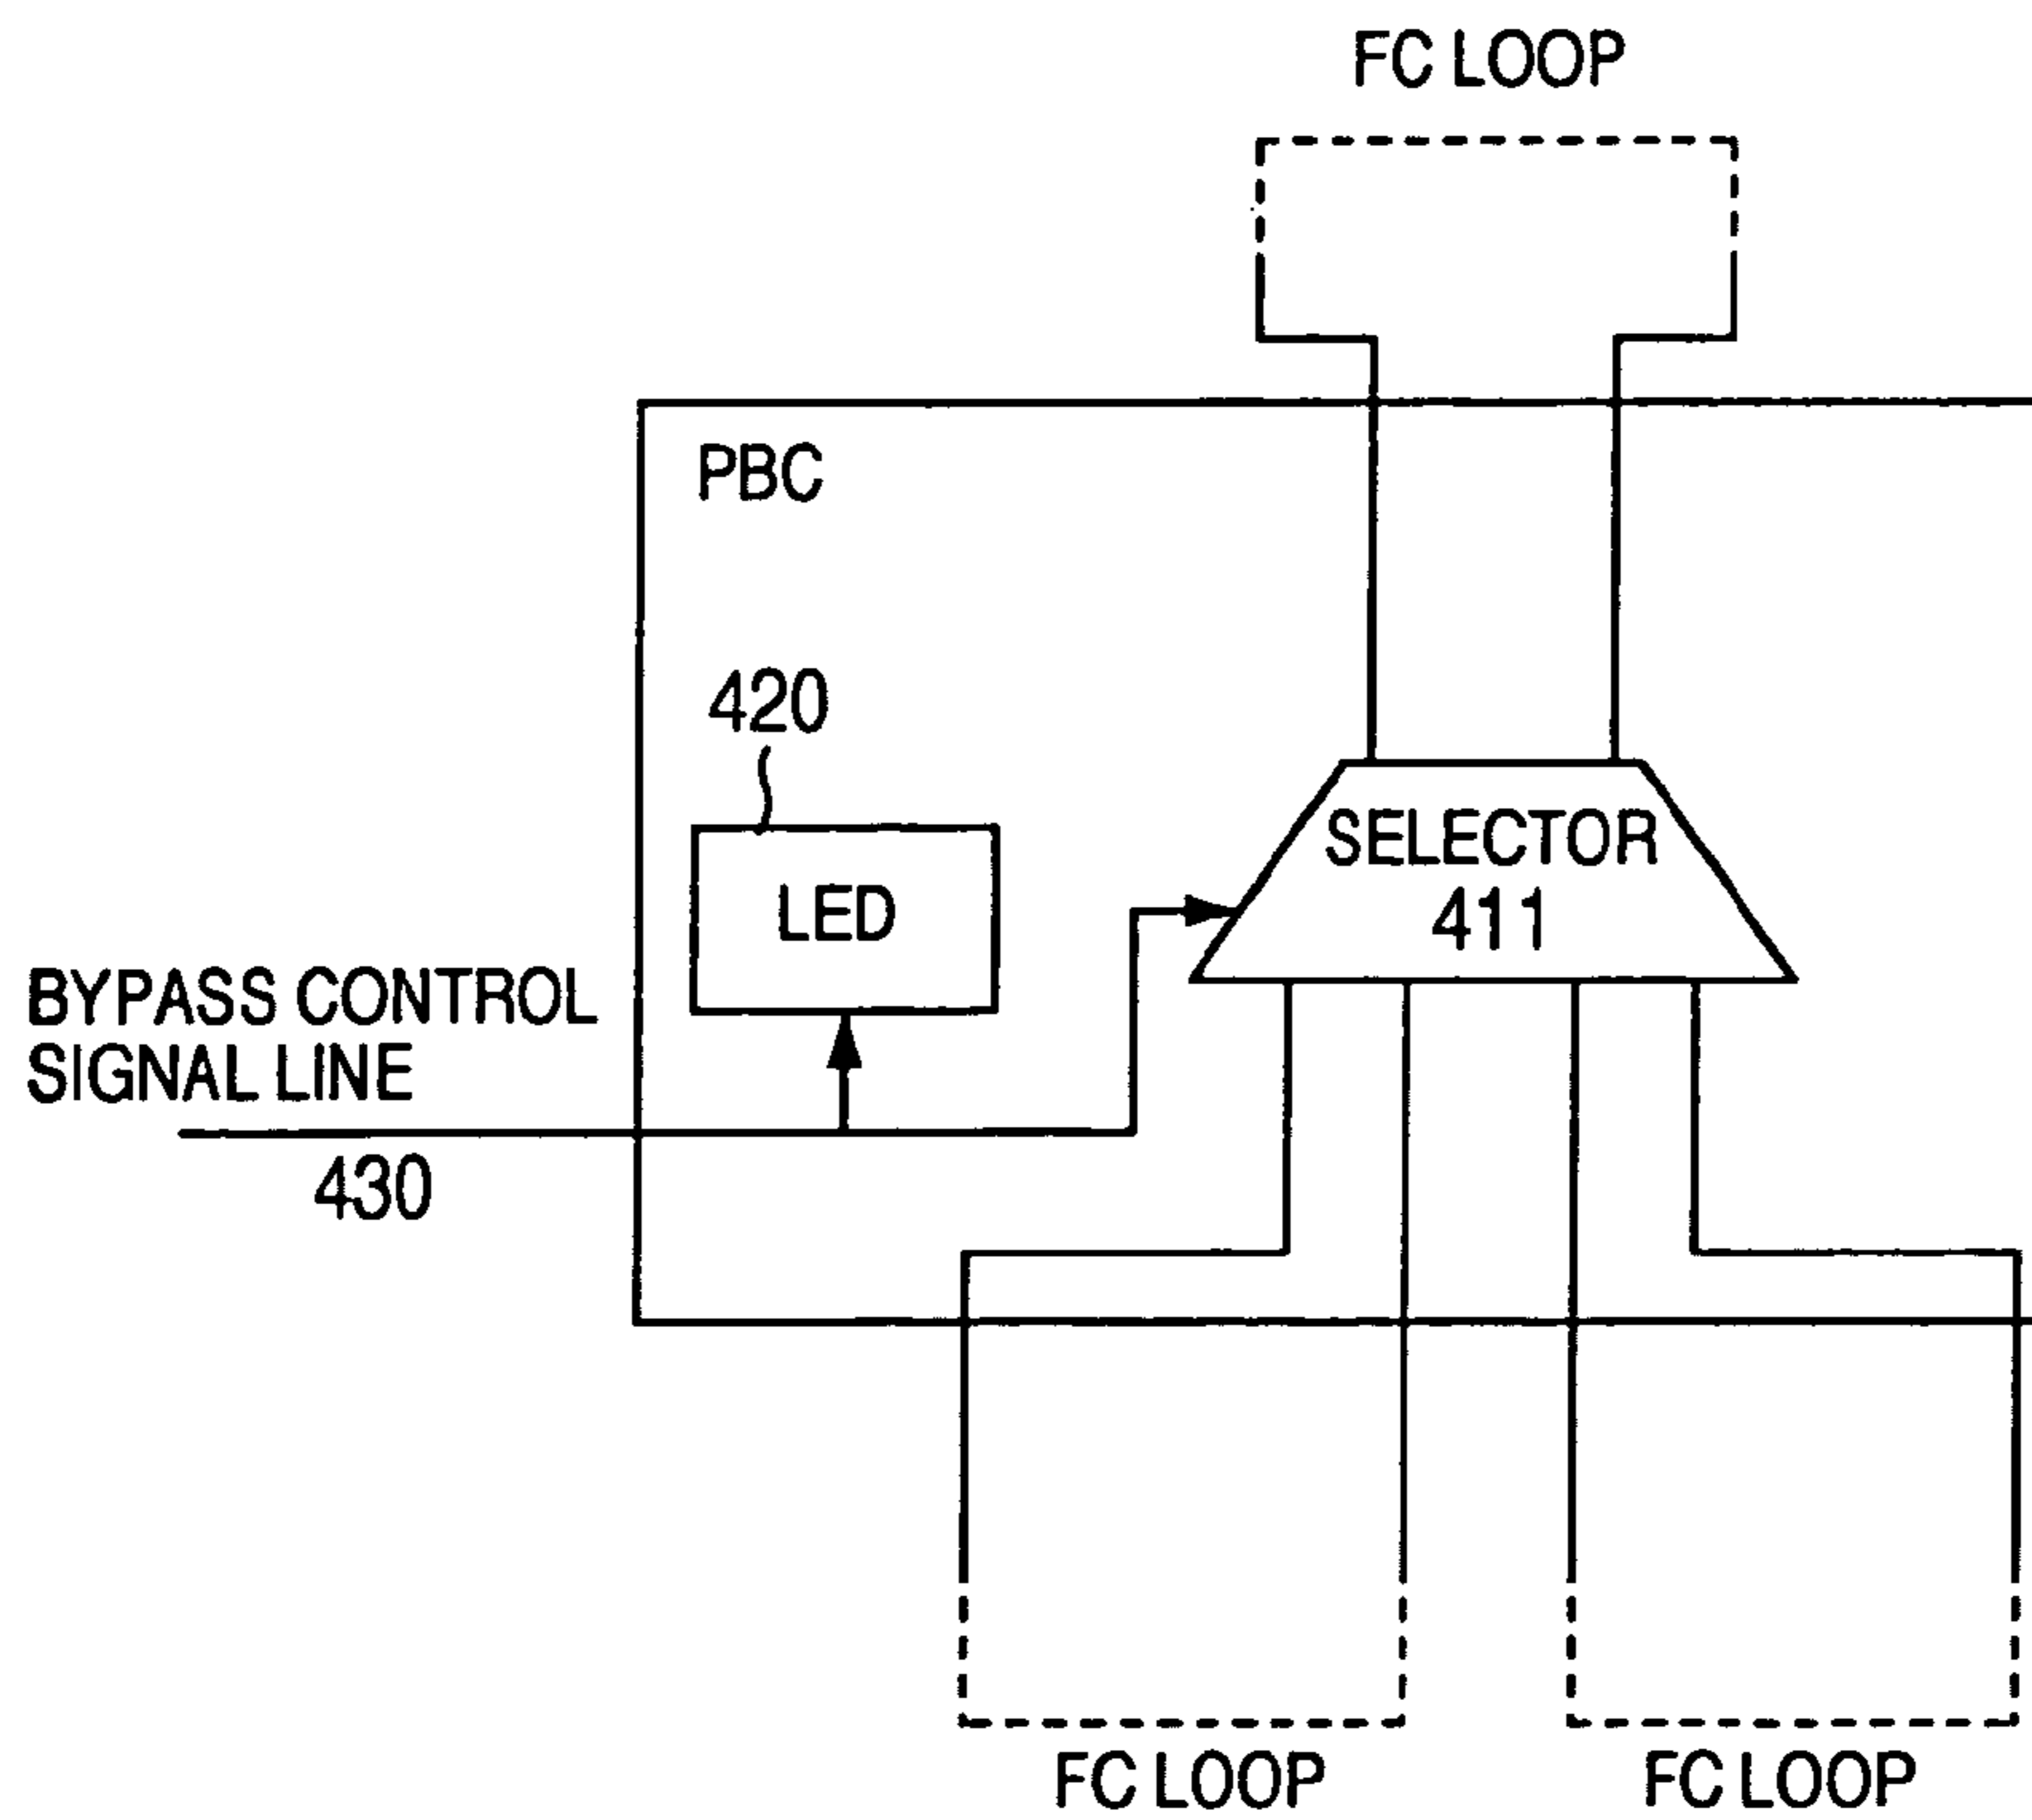 FC LOOP
PBC
420
LED
SELECTOR
411
BYPASS CONTROL
SIGNAL LINE
430
FC LOOP
FC LOOP